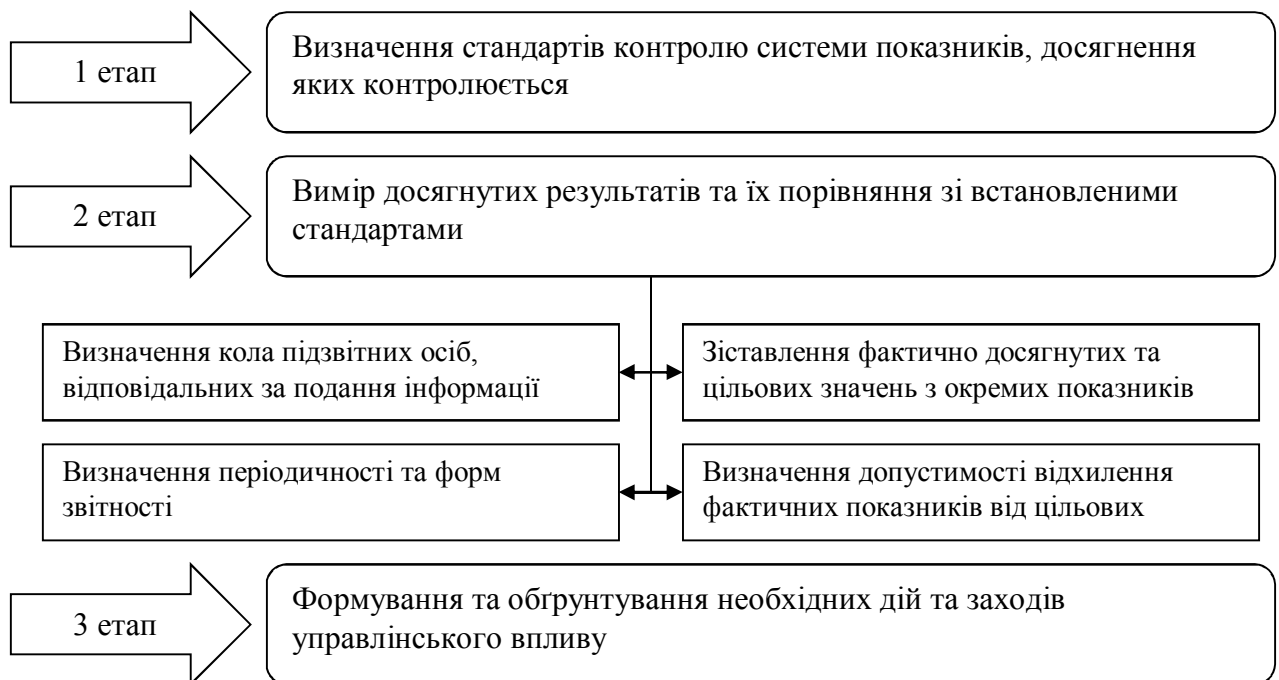 1 етап
Визначення стандартів контролю системи показників, досягнення
яких контролюється
2 етап
Вимір досягнутих результатів та їх порівняння зі встановленими
стандартами
Визначення кола підзвітних осіб,
відповідальних за подання інформації
Зіставлення фактично досягнутих та
цільових значень з окремих показників
Визначення періодичності та форм
звітності
Визначення допустимості відхилення
фактичних показників від цільових
3 етап
Формування та обґрунтування необхідних дій та заходів
управлінського впливу